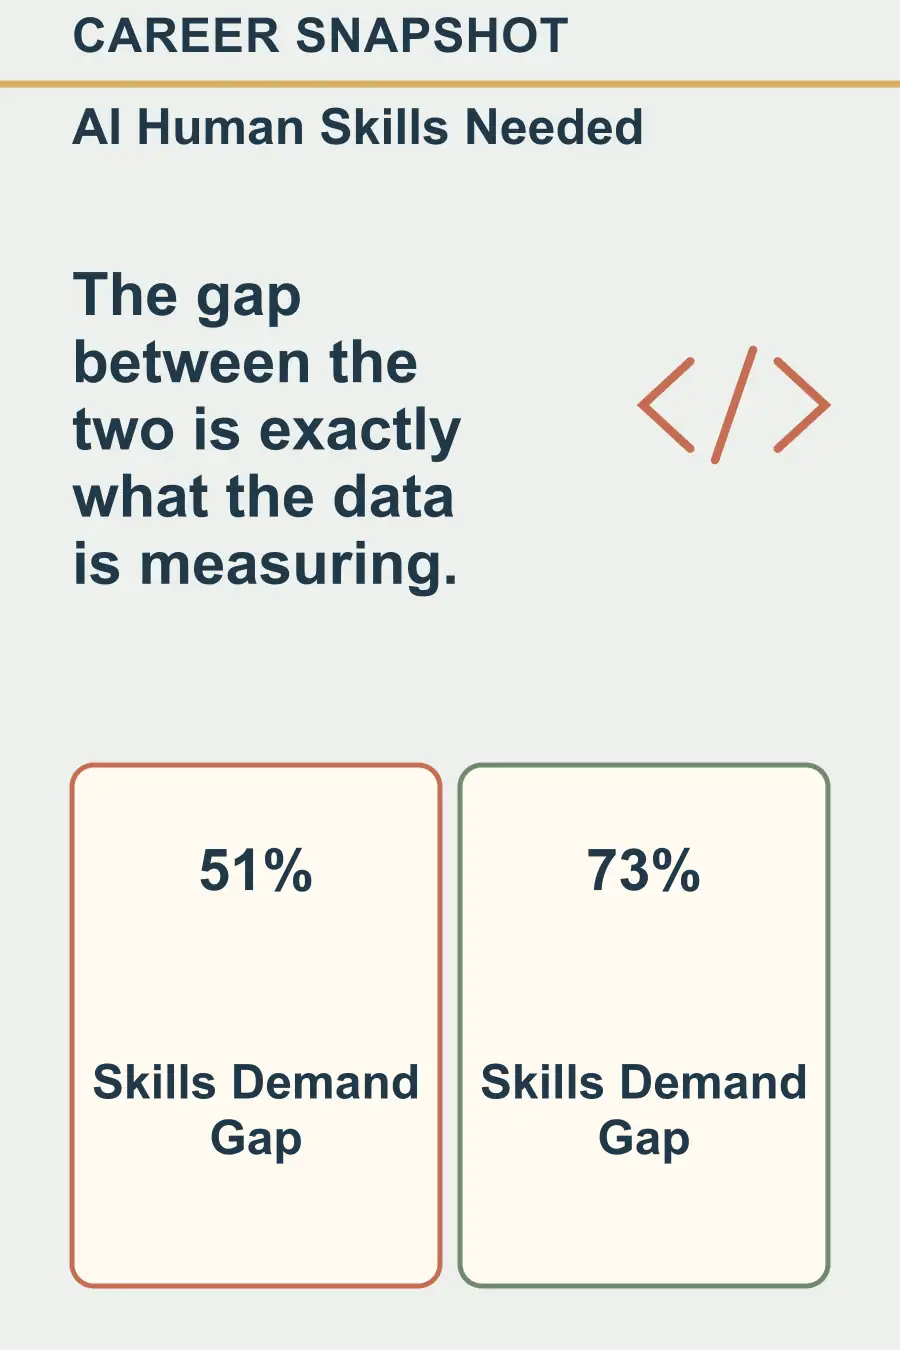 CAREER SNAPSHOT
AI Human Skills Needed
The gap
between the
two is exactly
what the data
is measuring.
51%
Skills Demand
Gap
73%
Skills Demand
Gap